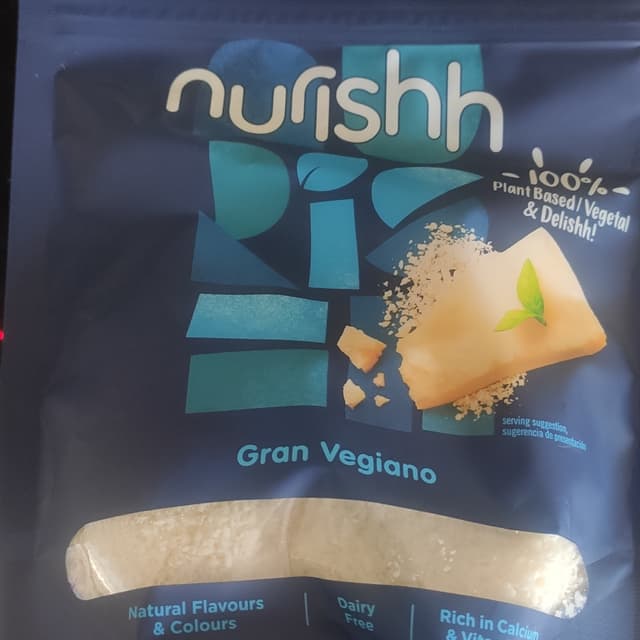 nurishh
100%
Plant Based / Vegetal
& Delishh!
serving suggestion,
sugerencia de presentación
Gran Vegiano
Natural Flavours
& Colours
Dairy
Free
Rich in Calcium
&